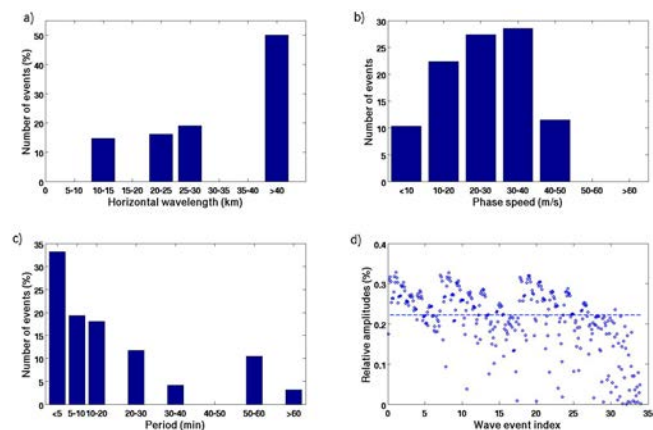 a)
50
40
30
20
10
0
Number of events (%)
0 5-10 10-15 15-20 20-25 25-30 30-35 35-40 >40
Horizontal wavelength (km)
b)
30
25
20
15
10
5
0
Number of events
<10 10-20 20-30 30-40 40-50 50-60 >60
Phase speed (m/s)
c)
35
30
25
20
15
10
5
0
Number of events (%)
<5 5-10 10-20 20-30 30-40 40-50 50-60 >60
Period (min)
d)
0.4
0.3
0.2
0.1
0
Relative amplitudes (%)
0 5 10 15 20 25 30 35
Wave event index